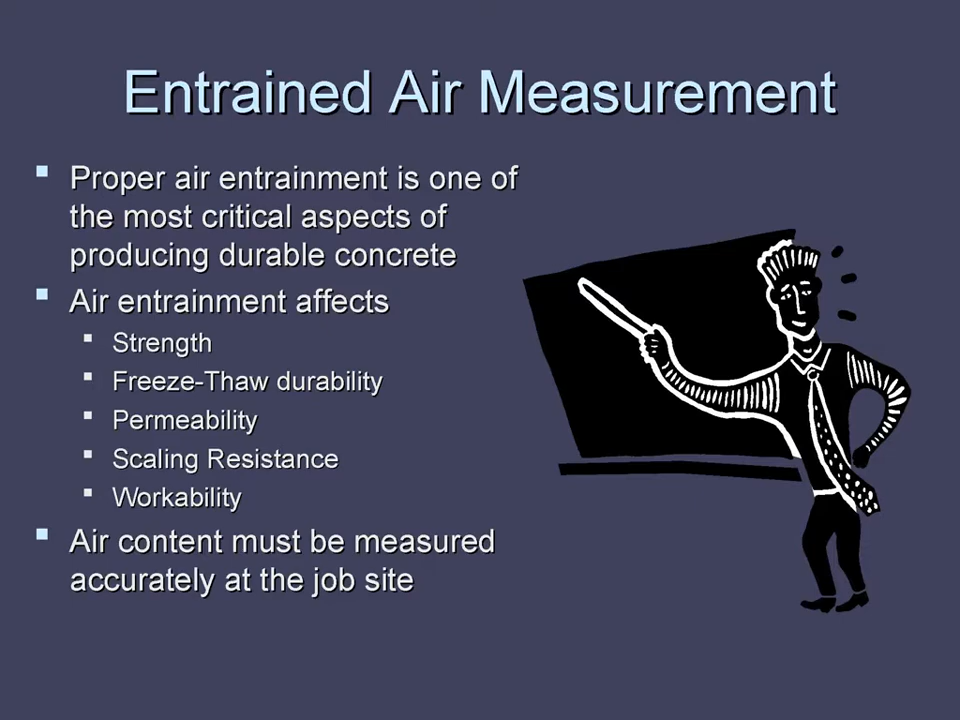 Entrained Air Measurement
Proper air entrainment is one of
the most critical aspects of
producing durable concrete
Air entrainment affects
Strength
Freeze-Thaw durability
Permeability
Scaling Resistance
Workability
Air content must be measured
accurately at the job site